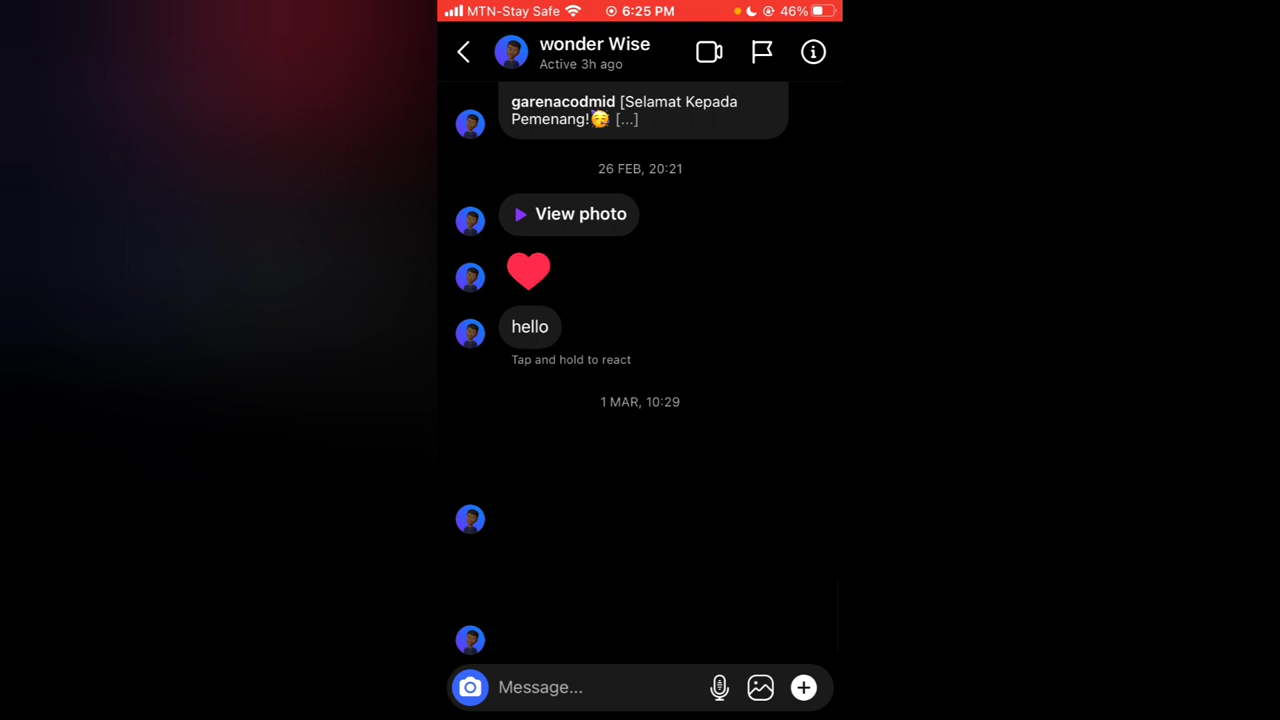 MTN-Stay Safe 6:25 PM 46%
wonder Wise
Active 3h ago
garenacodmid [Selamat Kepada
Pemenang!🥳 [...]
26 FEB, 20:21
View photo
hello
Tap and hold to react
1 MAR, 10:29
Message...